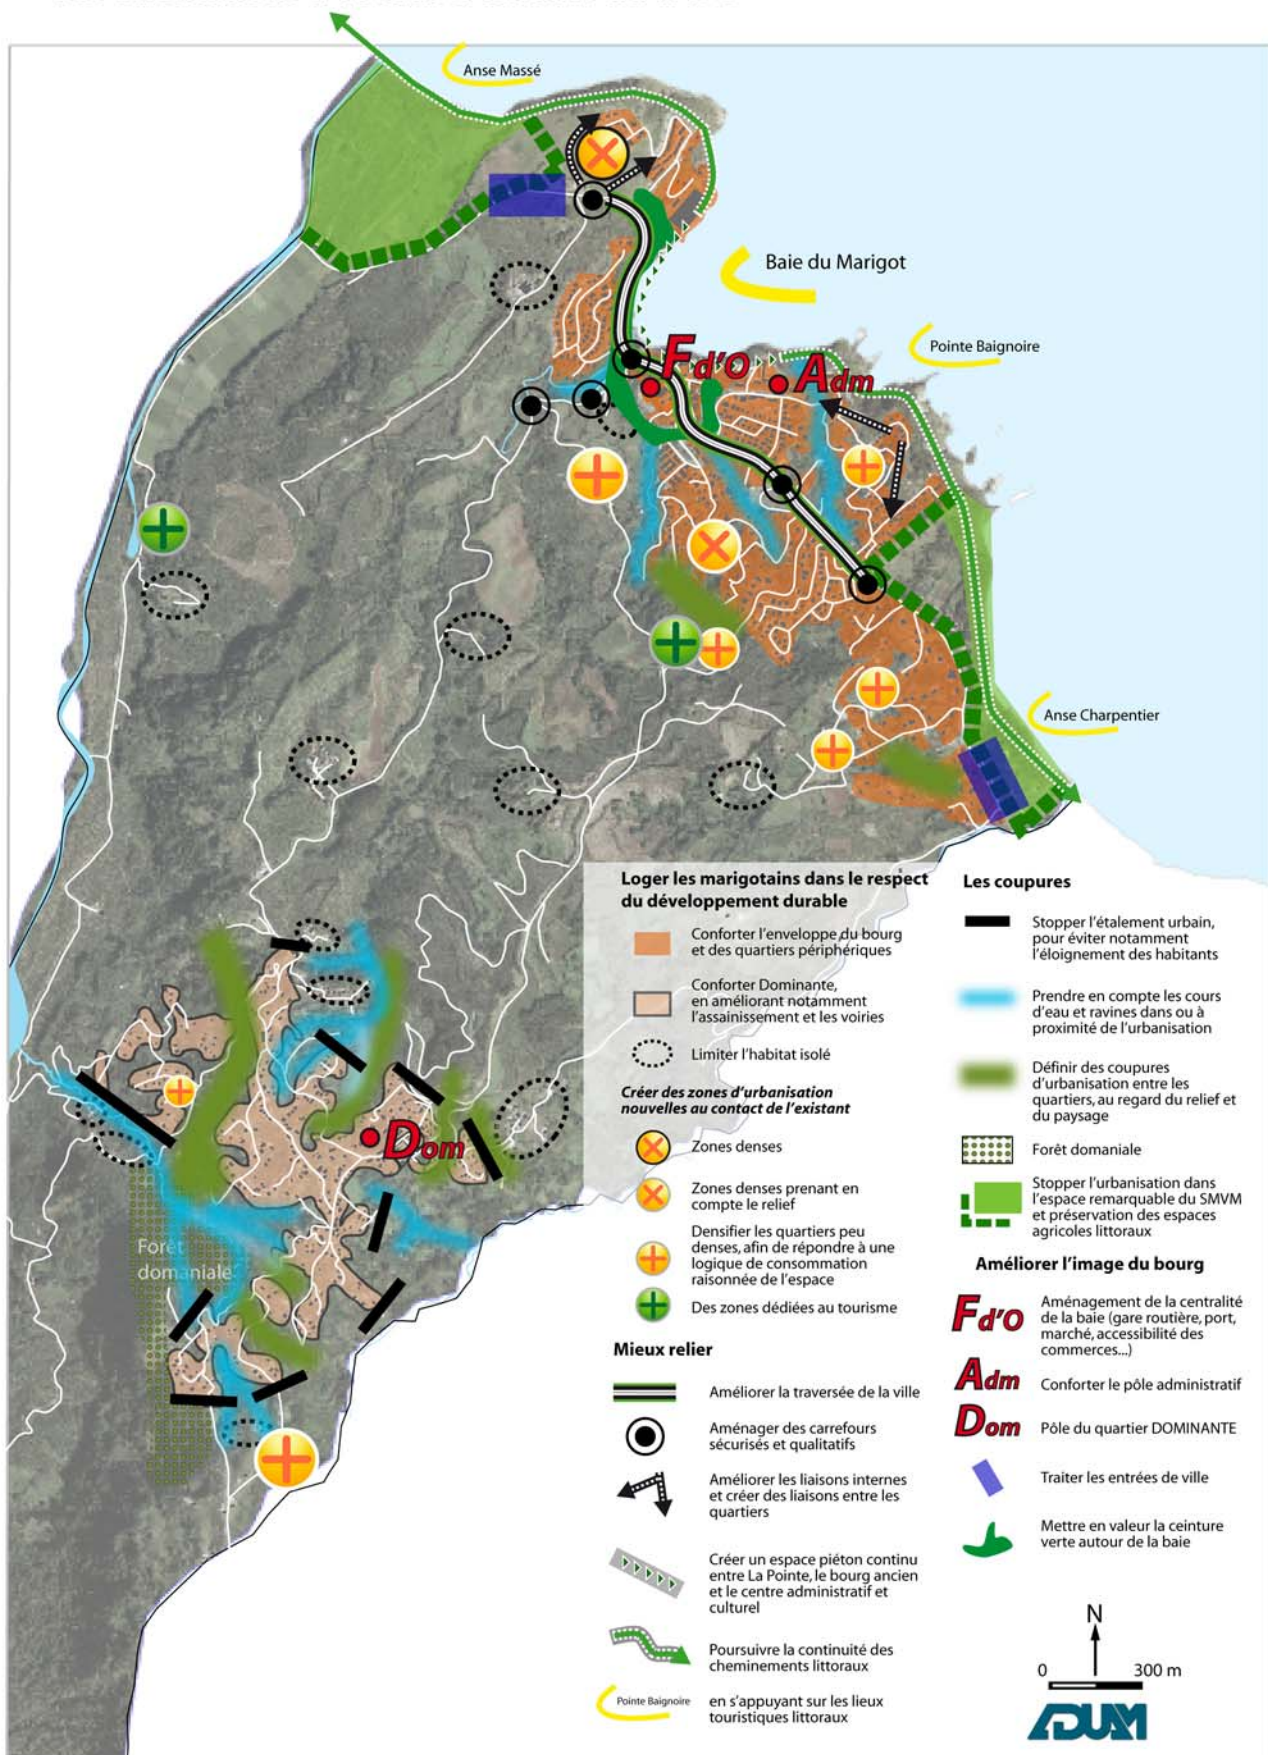 Anse Massé
Baie du Marigot
Pointe Baignoire
Fd'O
Adm
Anse Charpentier
Dom
Forêt
domaniale
Loger les marigotains dans le respect
du développement durable
Conforter l'enveloppe du bourg
et des quartiers périphériques
Conforter Dominante,
en améliorant notamment
l'assainissement et les voiries
Limiter l'habitat isolé
Créer des zones d'urbanisation
nouvelles au contact de l'existant
Zones denses
Zones denses prenant en
compte le relief
Densifier les quartiers peu
denses, afin de répondre à une
logique de consommation
raisonnée de l'espace
Des zones dédiées au tourisme
Mieux relier
Améliorer la traversée de la ville
Aménager des carrefours
sécurisés et qualitatifs
Améliorer les liaisons internes
et créer des liaisons entre les
quartiers
Créer un espace piéton continu
entre La Pointe, le bourg ancien
et le centre administratif et
culturel
Poursuivre la continuité des
cheminements littoraux
Pointe Baignoire
en s'appuyant sur les lieux
touristiques littoraux
Les coupures
Stopper l'étalement urbain,
pour éviter notamment
l'éloignement des habitants
Prendre en compte les cours
d'eau et ravines dans ou à
proximité de l'urbanisation
Définir des coupures
d'urbanisation entre les
quartiers, au regard du relief et
du paysage
Forêt domaniale
Stopper l'urbanisation dans
l'espace remarquable du SMVM
et préservation des espaces
agricoles littoraux
Améliorer l'image du bourg
Fd'O
Aménagement de la centralité
de la baie (gare routière, port,
marché, accessibilité des
commerces...)
Adm
Conforter le pôle administratif
Dom
Pôle du quartier DOMINANTE
Traiter les entrées de ville
Mettre en valeur la ceinture
verte autour de la baie
N
0 300 m
ADUAM